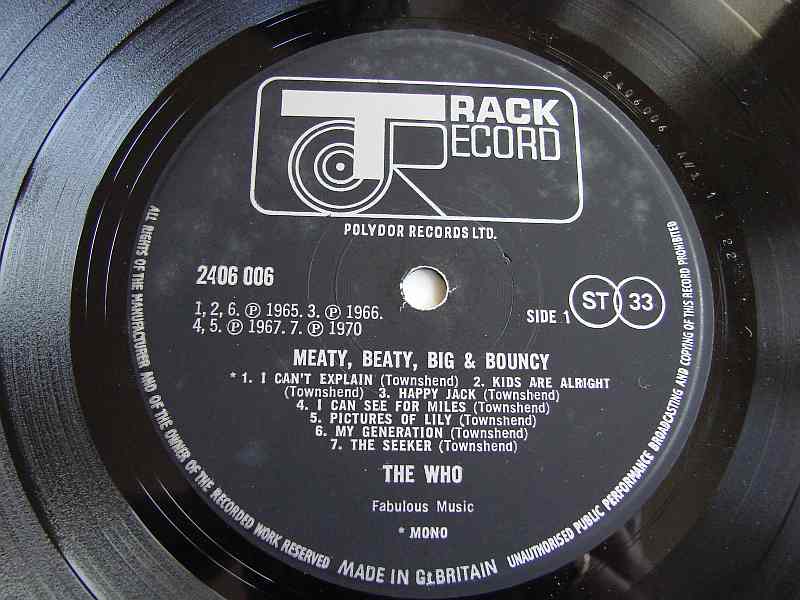 TRACK
RECORD
POLYDOR RECORDS LTD.
2406 006
1, 2, 6. Ⓟ 1965. 3. Ⓟ 1966.
4, 5. Ⓟ 1967. 7. Ⓟ 1970
SIDE 1
ST 33
MEATY, BEATY, BIG & BOUNCY
* 1. I CAN'T EXPLAIN (Townshend) 2. KIDS ARE ALRIGHT
(Townshend) 3. HAPPY JACK (Townshend)
4. I CAN SEE FOR MILES (Townshend)
5. PICTURES OF LILY (Townshend)
6. MY GENERATION (Townshend)
7. THE SEEKER (Townshend)
THE WHO
Fabulous Music
* MONO
ALL RIGHTS OF THE MANUFACTURER AND OF THE OWNER OF THE RECORDED WORK RESERVED
MADE IN Gt.BRITAIN
UNAUTHORISED PUBLIC PERFORMANCE BROADCASTING AND COPYING OF THIS RECORD PROHIBITED
2406006